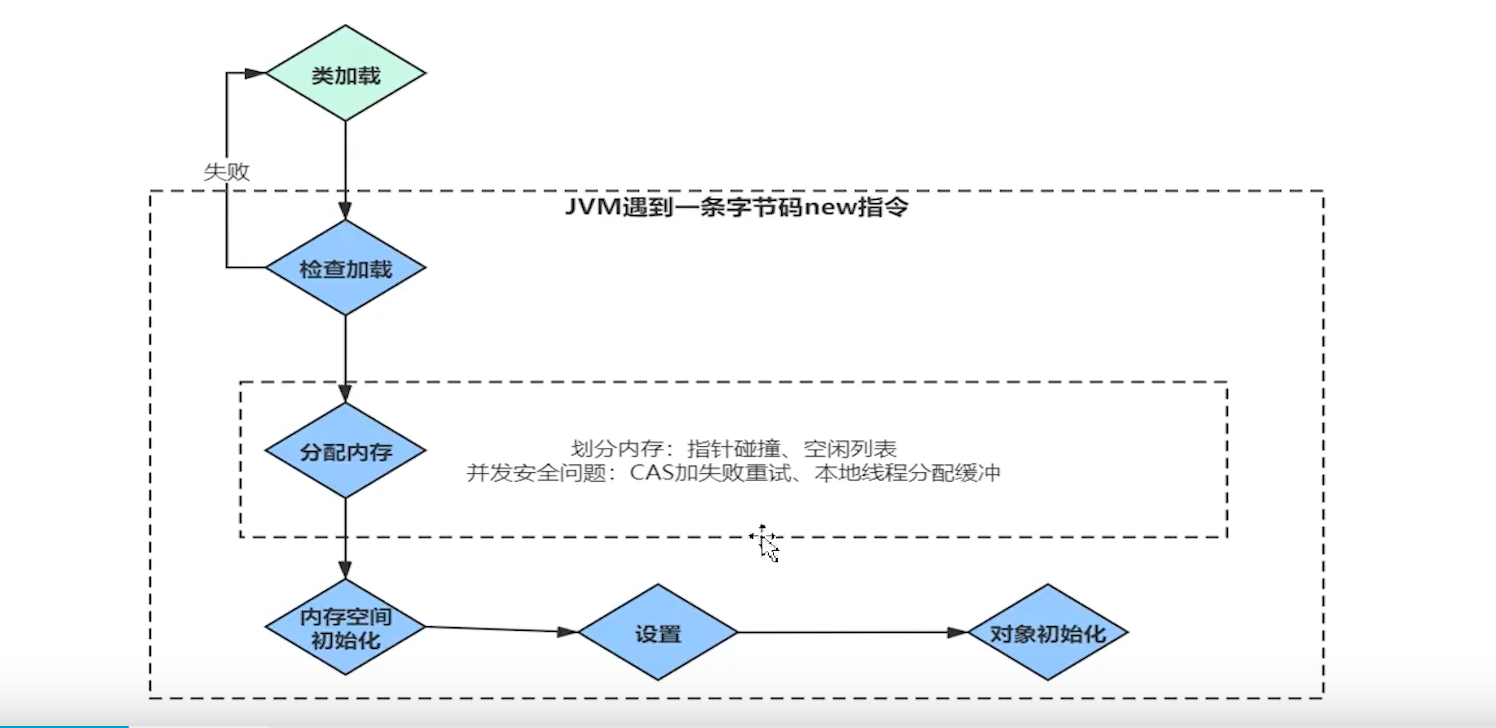 类加载
失败
JVM遇到一条字节码new指令
检查加载
分配内存
划分内存：指针碰撞、空闲列表
并发安全问题：CAS加失败重试、本地线程分配缓冲
内存空间
初始化
设置
对象初始化